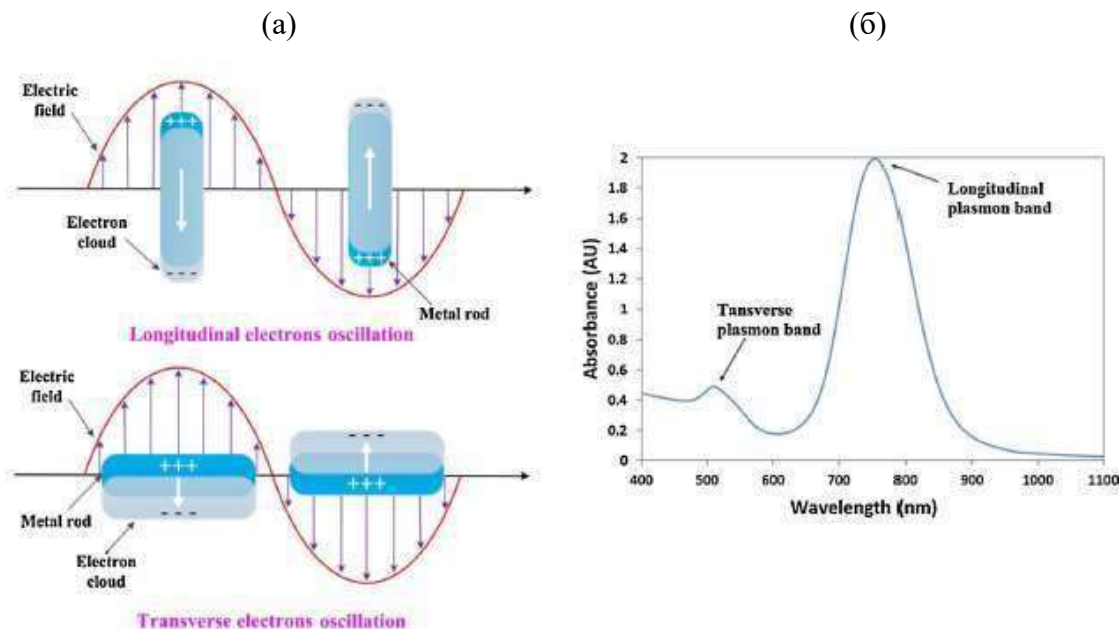 (а)
Electric
field
+++
- - -
Electron
cloud
- - -
+++
Metal rod
Longitudinal electrons oscillation
Electric
field
+++
- - -
Metal rod
Electron
cloud
- - -
+++
Transverse electrons oscillation
(б)
2
1.8
1.6
1.4
1.2
1
0.8
0.6
0.4
0.2
0
Absorbance (AU)
Longitudinal
plasmon band
Tansverse
plasmon band
400 500 600 700 800 900 1000 1100
Wavelength (nm)